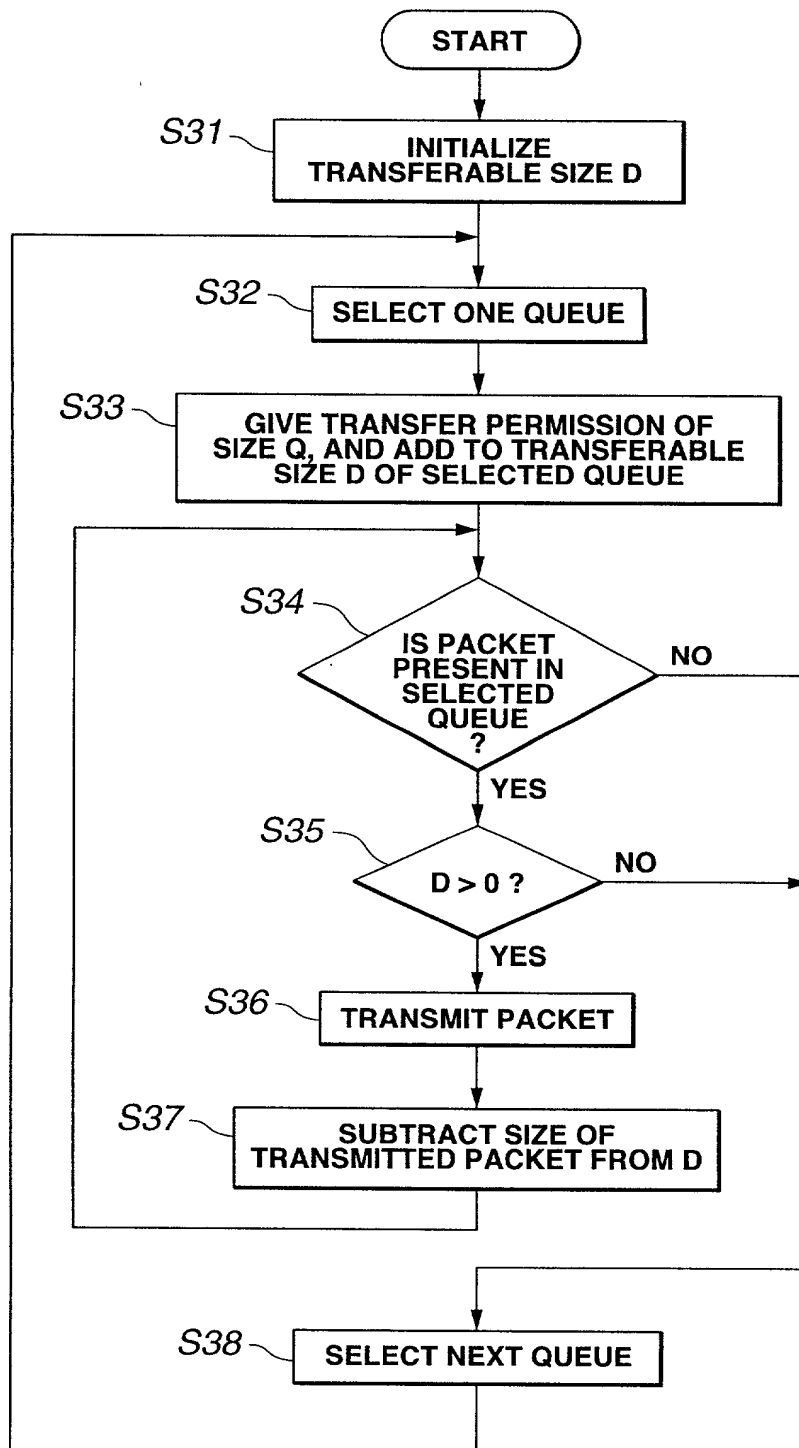 START
S31
INITIALIZE
TRANSFERABLE SIZE D
S32
SELECT ONE QUEUE
S33
GIVE TRANSFER PERMISSION OF
SIZE Q, AND ADD TO TRANSFERABLE
SIZE D OF SELECTED QUEUE
S34
IS PACKET
PRESENT IN
SELECTED
QUEUE
?
NO
YES
S35
D > 0 ?
NO
YES
S36
TRANSMIT PACKET
S37
SUBTRACT SIZE OF
TRANSMITTED PACKET FROM D
S38
SELECT NEXT QUEUE